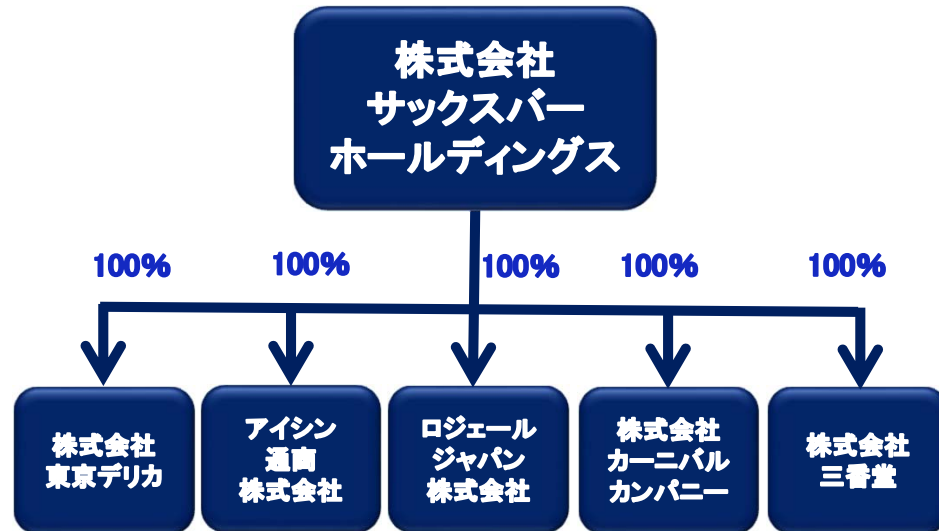 株式会社
サックスバー
ホールディングス
100%
100%
100%
100%
100%
株式会社
東京デリカ
アイシン
通商
株式会社
ロジェール
ジャパン
株式会社
株式会社
カーニバル
カンパニー
株式会社
三香堂